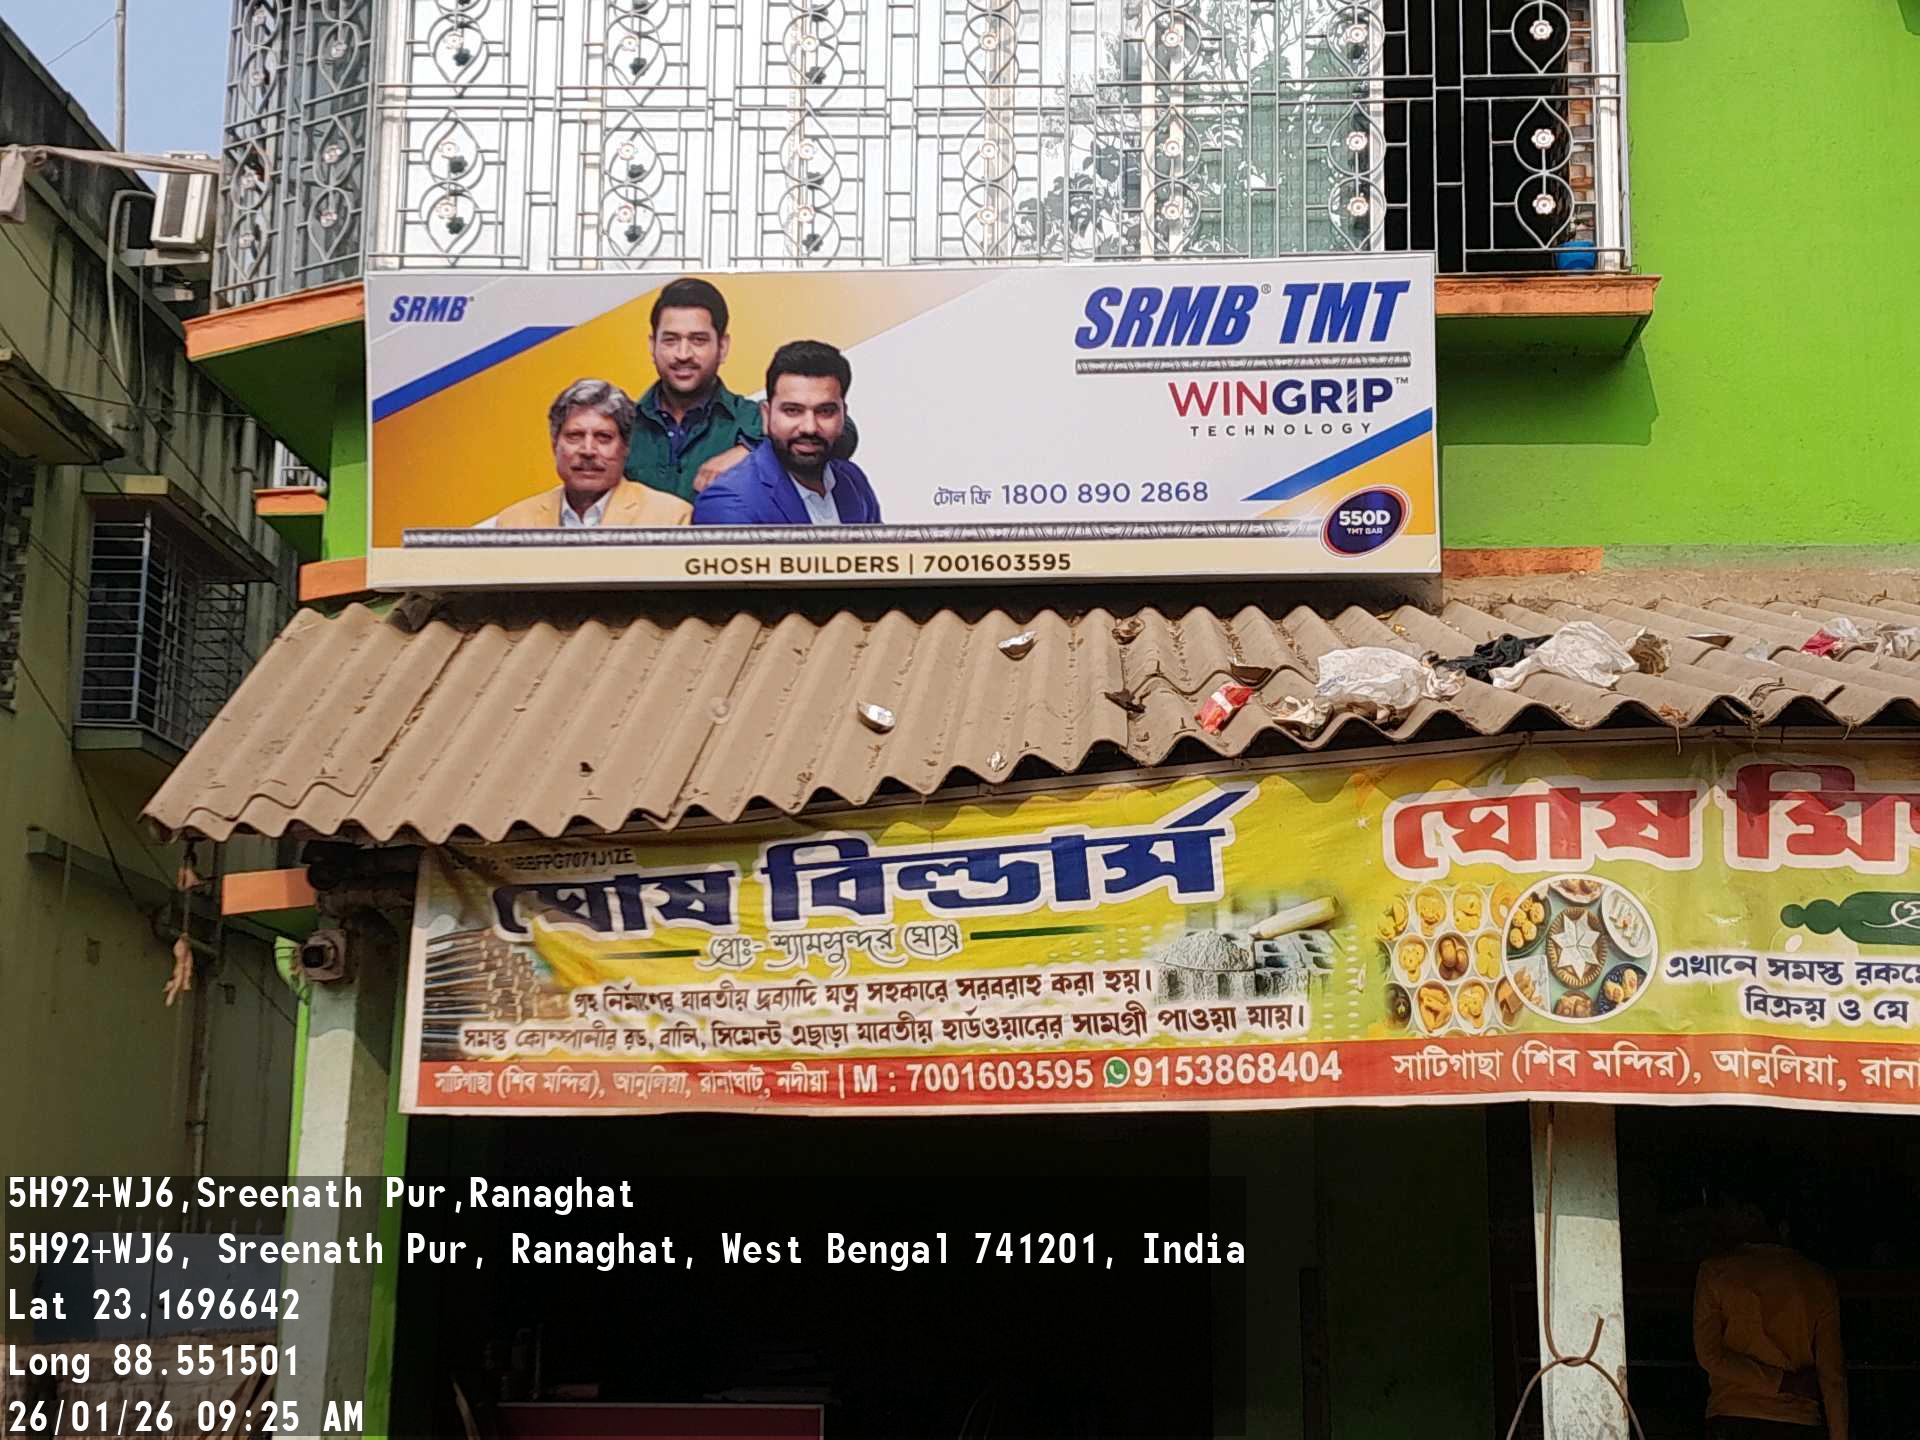 SRMB®
SRMB® TMT
WINGRIP™
TECHNOLOGY
টোল ফ্রি 1800 890 2868
550D
TMT BAR
GHOSH BUILDERS | 7001603595
ঘোষ বিল্ডার্স
প্রোঃ- শ্যামসুন্দর ঘোষ
গৃহ নির্মাণের যাবতীয় দ্রব্যাদি যত্ন সহকারে সরবরাহ করা হয়।
সমস্ত কোম্পানীর রড, বালি, সিমেন্ট এছাড়া যাবতীয় হার্ডওয়ারের সামগ্রী পাওয়া যায়।
সাটিগাছা (শিব মন্দির), আনুলিয়া, রানাঘাট, নদীয়া | M : 7001603595 9153868404
ঘোষ মি
এখানে সমস্ত রকমে
বিক্রয় ও যে
সাটিগাছা (শিব মন্দির), আনুলিয়া, রানা
5H92+WJ6,Sreenath Pur,Ranaghat
5H92+WJ6, Sreenath Pur, Ranaghat, West Bengal 741201, India
Lat 23.1696642
Long 88.551501
26/01/26 09:25 AM